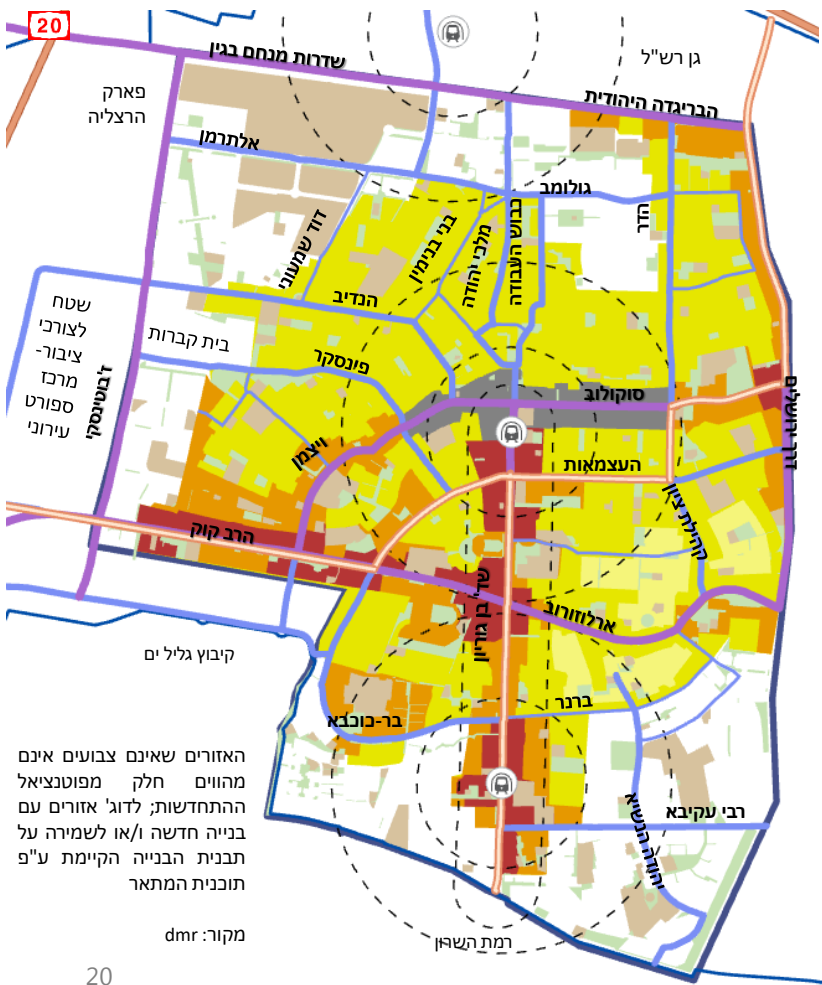 20
שדרות מנחם בגין
גן רש"ל
הבריגדה היהודית
פארק
הרצליה
אלתרמן
גולומב
הדר
דוד שמעוני
בני בנימין
מלכי יהודה
נבוש העבודה
הנדיב
שטח
לצורכי
ציבור-
מרכז
ספורט
עירוני
בית קברות
ז'בוטינסקי
פינסקר
סוקולוב
דרך ירושלים
ויצמן
העצמאות
קהילת ציון
הרב קוק
שד' בן גוריון
ארלוזורוב
קיבוץ גליל ים
ברנר
בר-כוכבא
רבי עקיבא
יהודה הנשיא
האזורים שאינם צבועים אינם
מהווים חלק מפוטנציאל
ההתחדשות; לדוג' אזורים עם
בנייה חדשה ו/או לשמירה על
תבנית הבנייה הקיימת ע"פ
תוכנית המתאר
מקור: dmr
רמת השרון
20